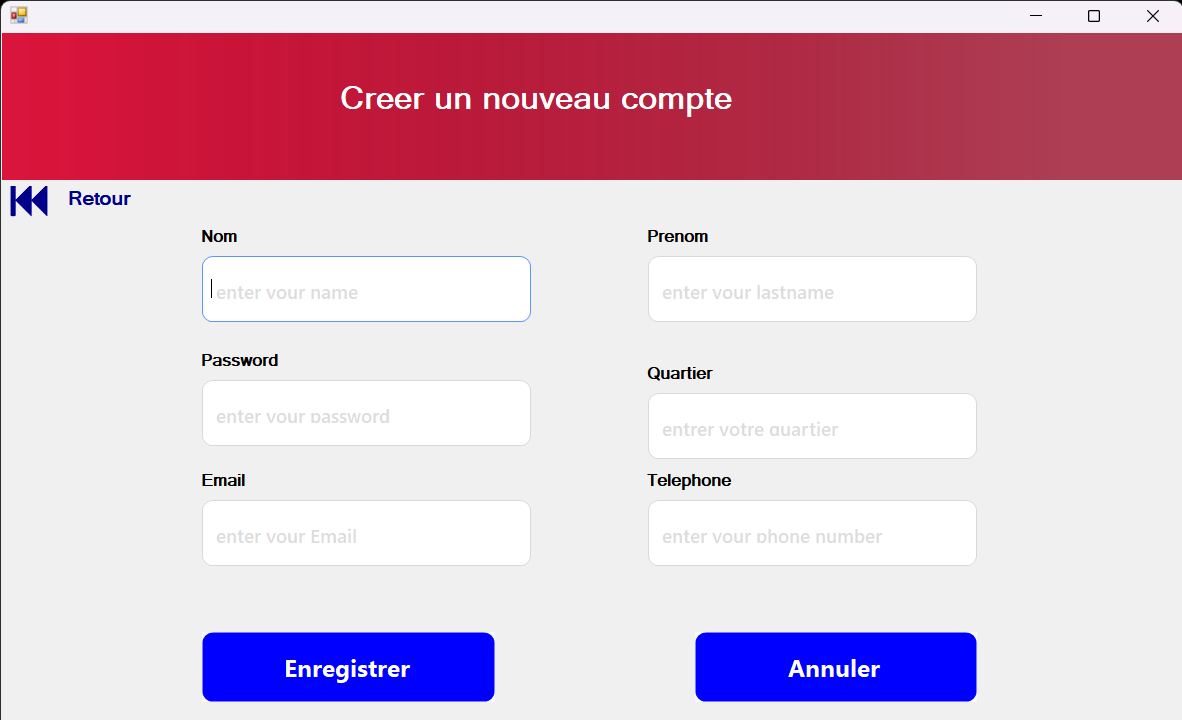 Creer un nouveau compte
Retour
Nom
Prenom
enter your name
enter your lastname
Password
Quartier
enter your password
entrer votre quartier
Email
Telephone
enter your Email
enter your phone number
Enregistrer
Annuler